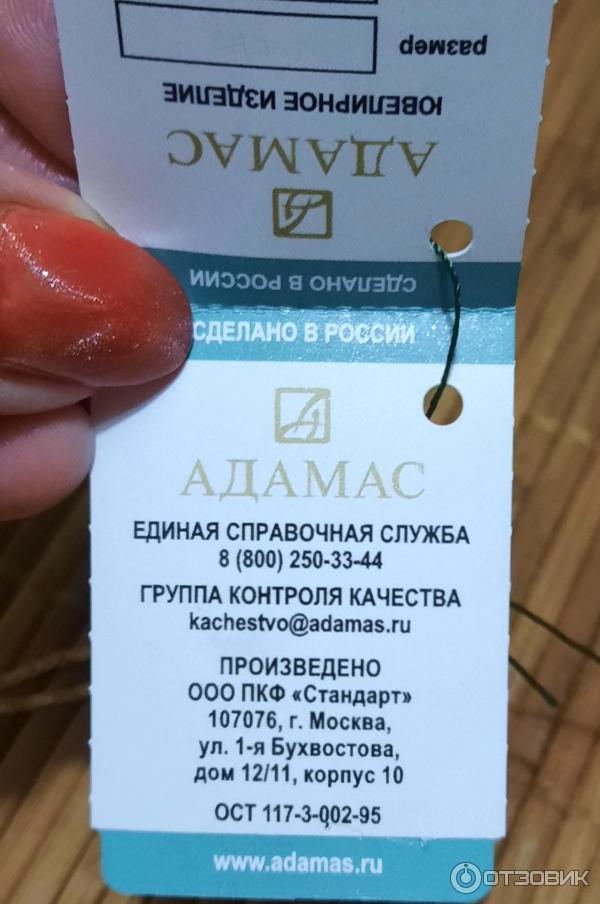 размер
ЮВЕЛИРНОЕ ИЗДЕЛИЕ
АДАМАС
СДЕЛАНО В РОССИИ
СДЕЛАНО В РОССИИ
АДАМАС
ЕДИНАЯ СПРАВОЧНАЯ СЛУЖБА
8 (800) 250-33-44
ГРУППА КОНТРОЛЯ КАЧЕСТВА
kachestvo@adamas.ru
ПРОИЗВЕДЕНО
ООО ПКФ «Стандарт»
107076, г. Москва,
ул. 1-я Бухвостова,
дом 12/11, корпус 10
ОСТ 117-3-002-95
www.adamas.ru
ОТЗОВИК